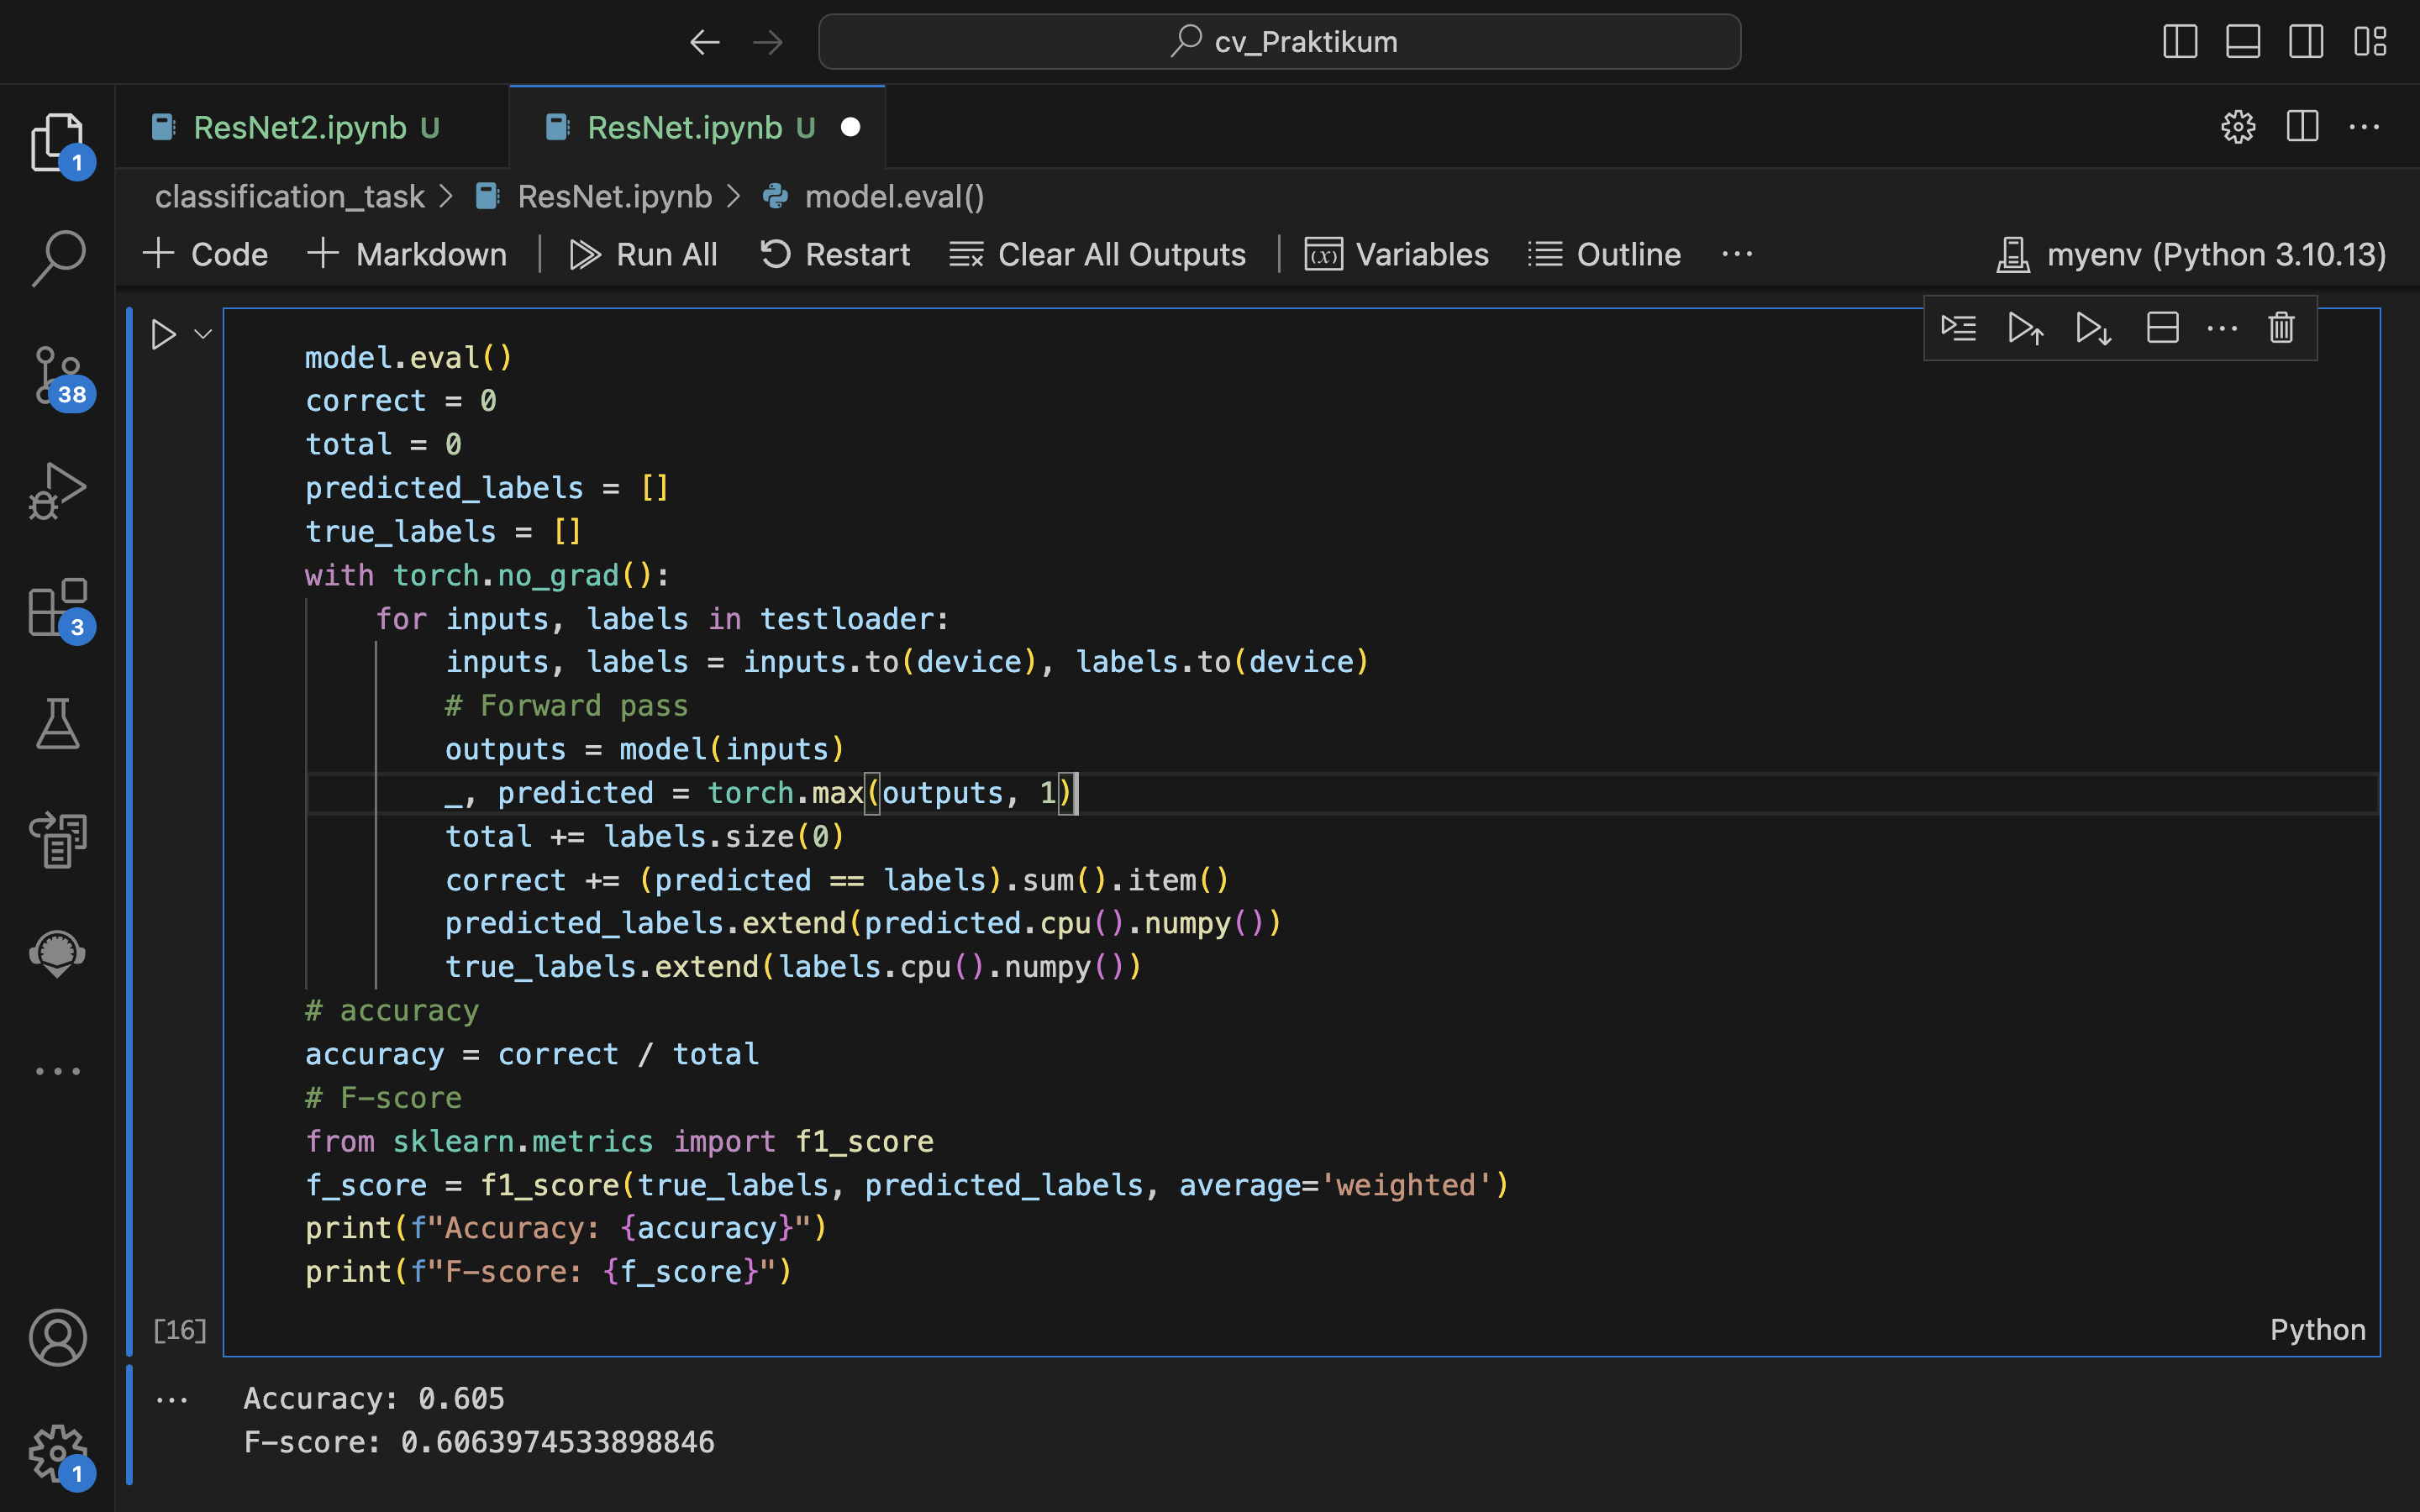 cv_Praktikum
ResNet2.ipynb U
ResNet.ipynb U
1
classification_task > ResNet.ipynb > model.eval()
Code
Markdown
Run All
Restart
Clear All Outputs
Variables
Outline
...
myenv (Python 3.10.13)
38
3
model.eval()
correct = 0
total = 0
predicted_labels = []
true_labels = []
with torch.no_grad():
    for inputs, labels in testloader:
        inputs, labels = inputs.to(device), labels.to(device)
        # Forward pass
        outputs = model(inputs)
        _, predicted = torch.max(outputs, 1)
        total += labels.size(0)
        correct += (predicted == labels).sum().item()
        predicted_labels.extend(predicted.cpu().numpy())
        true_labels.extend(labels.cpu().numpy())
# accuracy
accuracy = correct / total
# F-score
from sklearn.metrics import f1_score
f_score = f1_score(true_labels, predicted_labels, average='weighted')
print(f"Accuracy: {accuracy}")
print(f"F-score: {f_score}")
[16]
Python
Accuracy: 0.605
F-score: 0.6063974533898846
1